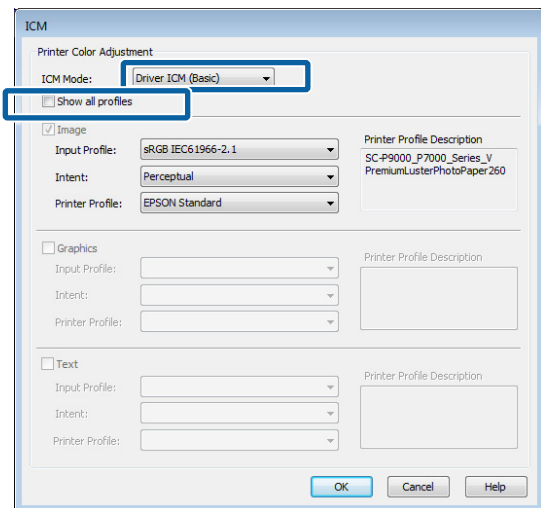 ICM
Printer Color Adjustment
ICM Mode: Driver ICM (Basic)
Show all profiles
Image
Input Profile: sRGB IEC61966-2.1
Intent: Perceptual
Printer Profile: EPSON Standard
Printer Profile Description
SC-P9000_P7000_Series_V
PremiumLusterPhotoPaper260
Graphics
Input Profile:
Intent:
Printer Profile:
Printer Profile Description
Text
Input Profile:
Intent:
Printer Profile:
Printer Profile Description
OK Cancel Help